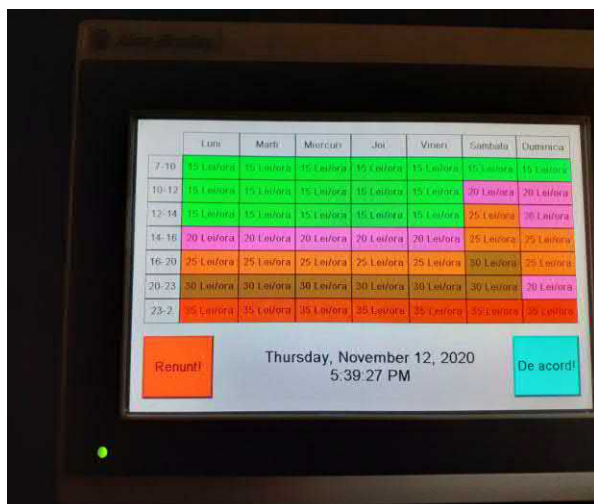 Luni Marti Miercuri Joi Vineri Sambata Duminica
7-10 15 Lei/ora 15 Lei/ora 15 Lei/ora 15 Lei/ora 15 Lei/ora 15 Lei/ora 15 Lei/ora
10-12 15 Lei/ora 15 Lei/ora 15 Lei/ora 15 Lei/ora 15 Lei/ora 20 Lei/ora 20 Lei/ora
12-14 15 Lei/ora 15 Lei/ora 15 Lei/ora 15 Lei/ora 15 Lei/ora 25 Lei/ora 20 Lei/ora
14-16 20 Lei/ora 20 Lei/ora 20 Lei/ora 20 Lei/ora 20 Lei/ora 25 Lei/ora 25 Lei/ora
16-20 25 Lei/ora 25 Lei/ora 25 Lei/ora 25 Lei/ora 25 Lei/ora 30 Lei/ora 25 Lei/ora
20-23 30 Lei/ora 30 Lei/ora 30 Lei/ora 30 Lei/ora 30 Lei/ora 30 Lei/ora 20 Lei/ora
23-2 35 Lei/ora 35 Lei/ora 35 Lei/ora 35 Lei/ora 35 Lei/ora 35 Lei/ora 35 Lei/ora
Renunt!
Thursday, November 12, 2020
5:39:27 PM
De acord!